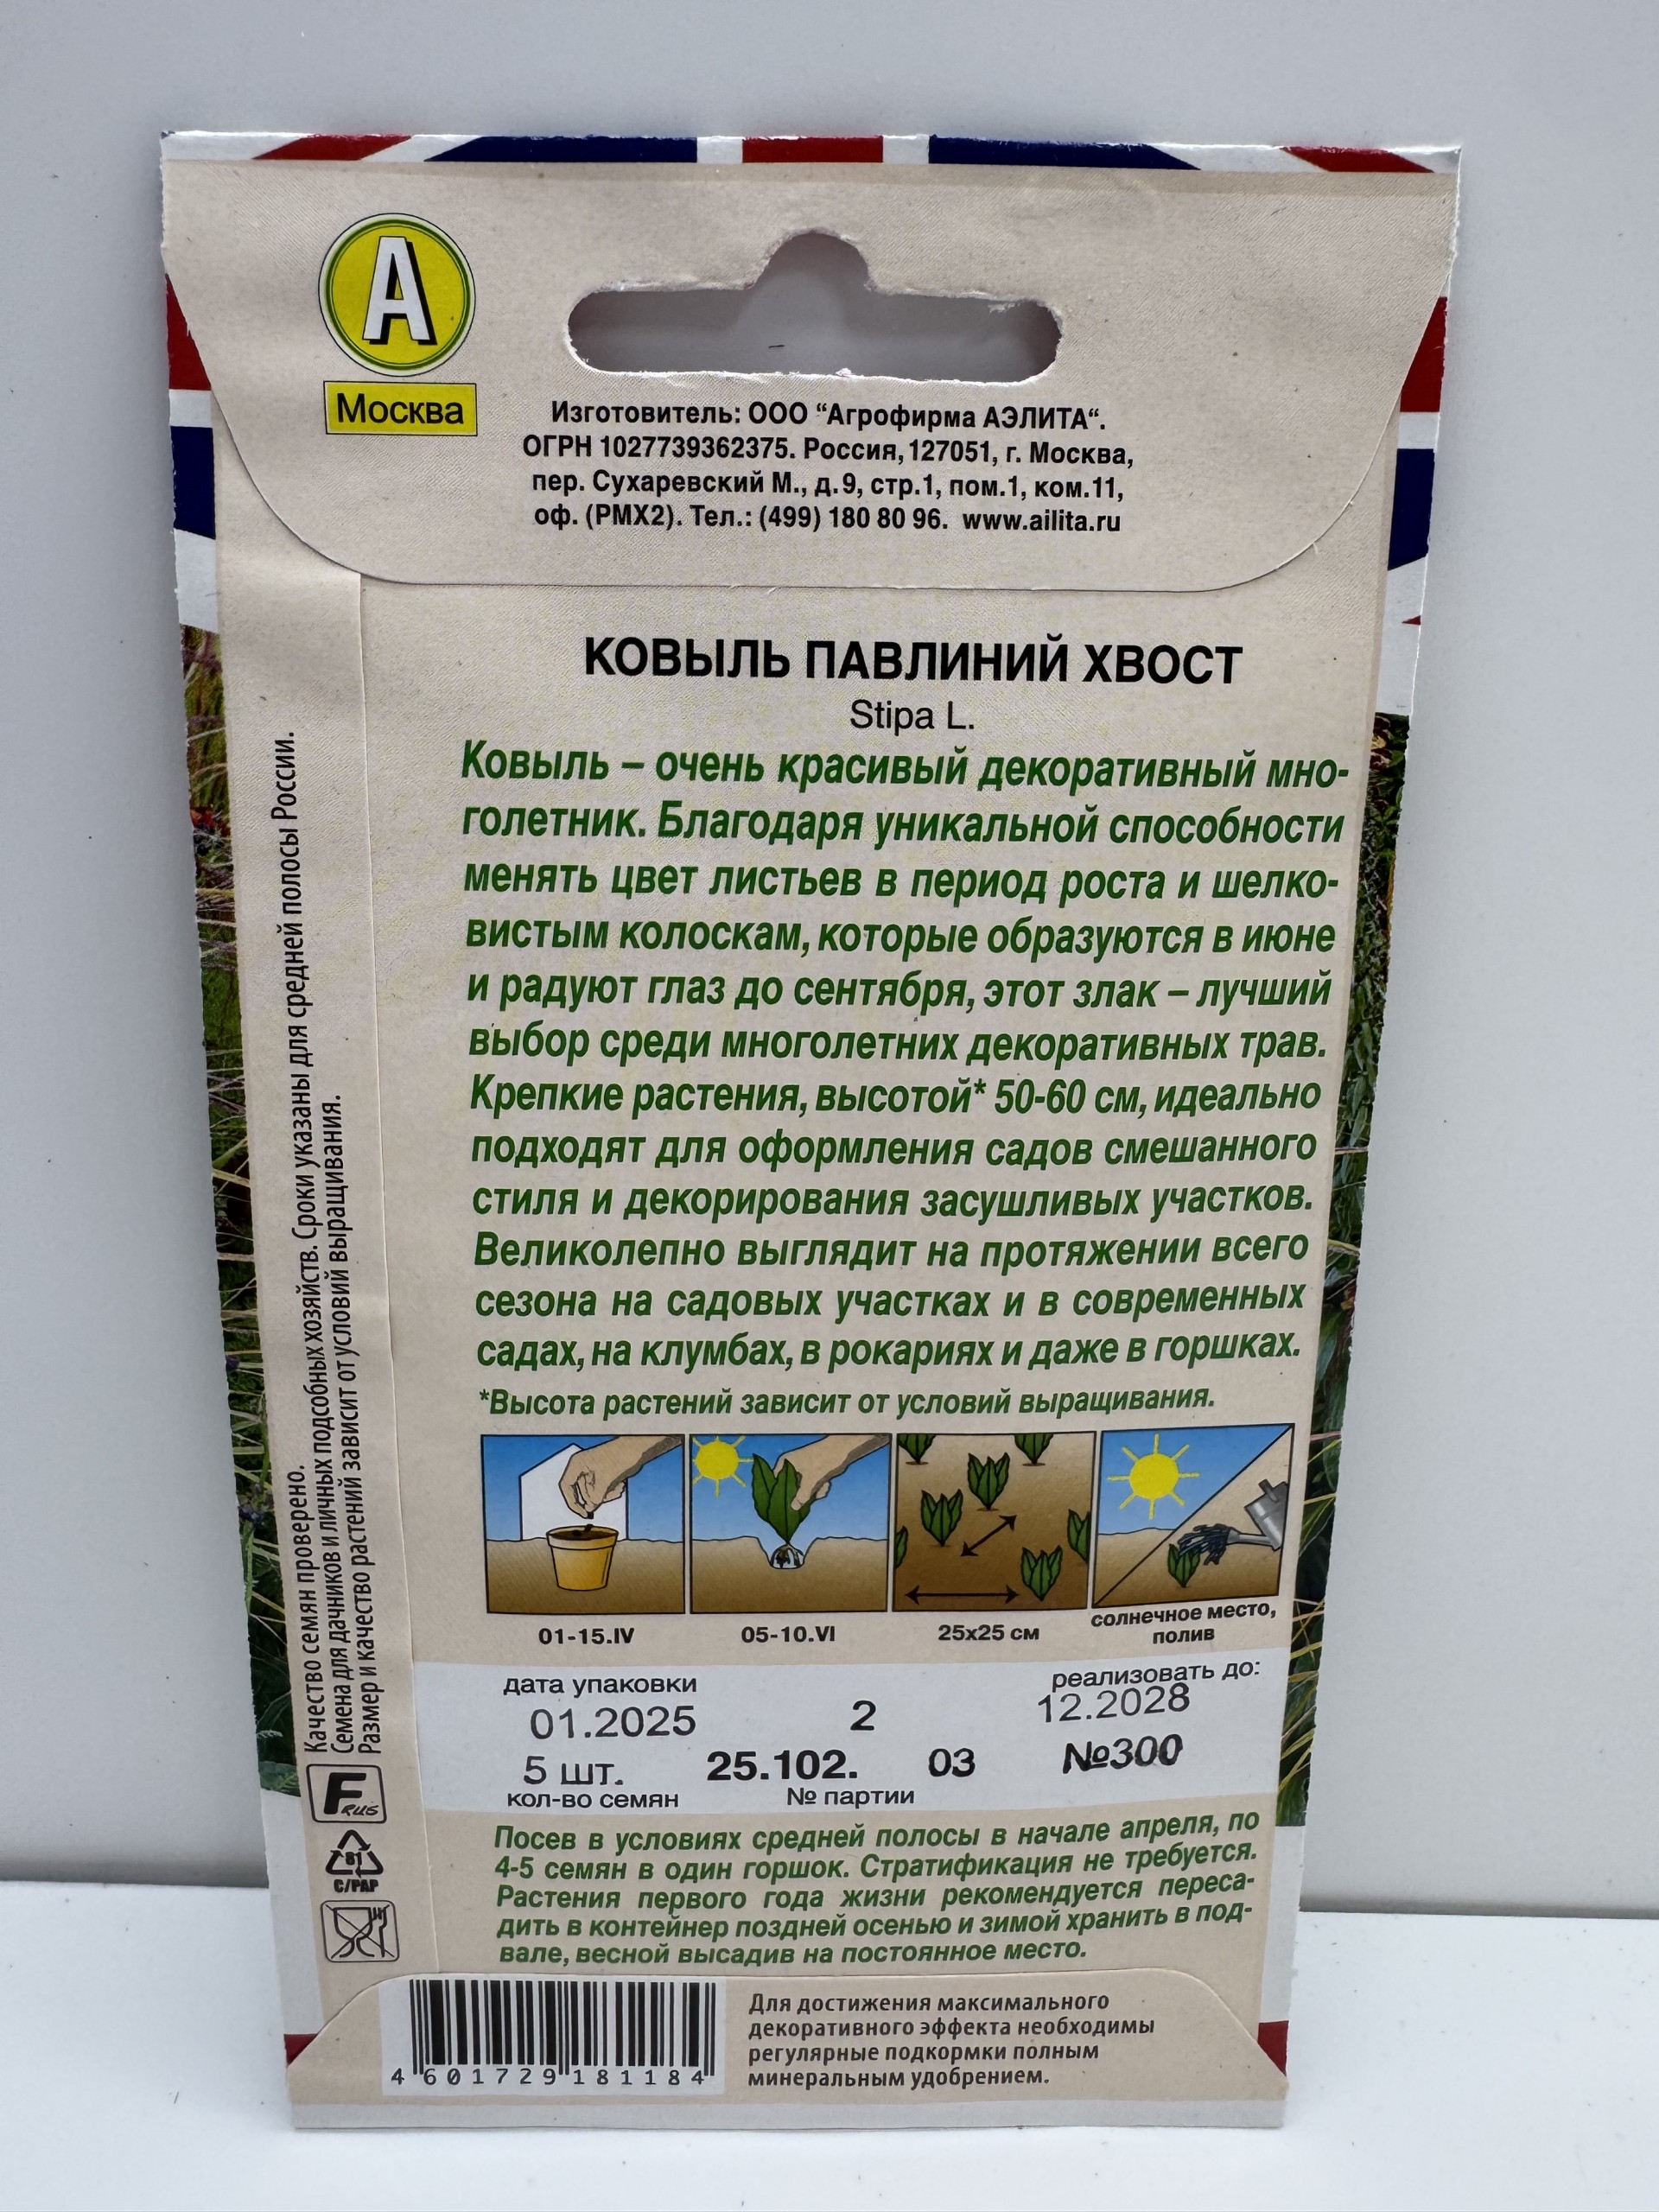 А
Москва
Изготовитель: ООО “Агрофирма АЭЛИТА“.
ОГРН 1027739362375. Россия, 127051, г. Москва,
пер. Сухаревский М., д.9, стр.1, пом.1, ком.11,
оф. (РМХ2). Тел.: (499) 180 80 96. www.ailita.ru
КОВЫЛЬ ПАВЛИНИЙ ХВОСТ
Stipa L.
Ковыль – очень красивый декоративный мно-
голетник. Благодаря уникальной способности
менять цвет листьев в период роста и шелко-
вистым колоскам, которые образуются в июне
и радуют глаз до сентября, этот злак – лучший
выбор среди многолетних декоративных трав.
Крепкие растения, высотой* 50-60 см, идеально
подходят для оформления садов смешанного
стиля и декорирования засушливых участков.
Великолепно выглядит на протяжении всего
сезона на садовых участках и в современных
садах, на клумбах, в рокариях и даже в горшках.
*Высота растений зависит от условий выращивания.
01-15.IV
05-10.VI
25х25 см
солнечное место,
полив
дата упаковки
реализовать до:
01.2025 2 12.2028
5 шт. 25.102. 03 №300
кол-во семян № партии
Посев в условиях средней полосы в начале апреля, по
4-5 семян в один горшок. Стратификация не требуется.
Растения первого года жизни рекомендуется переса-
дить в контейнер поздней осенью и зимой хранить в под-
вале, весной высадив на постоянное место.
Качество семян проверено.
Семена для дачников и личных подсобных хозяйств. Сроки указаны для средней полосы России.
Размер и качество растений зависит от условий выращивания.
F RUS
81
C/PAP
4 601729 181184
Для достижения максимального
декоративного эффекта необходимы
регулярные подкормки полным
минеральным удобрением.